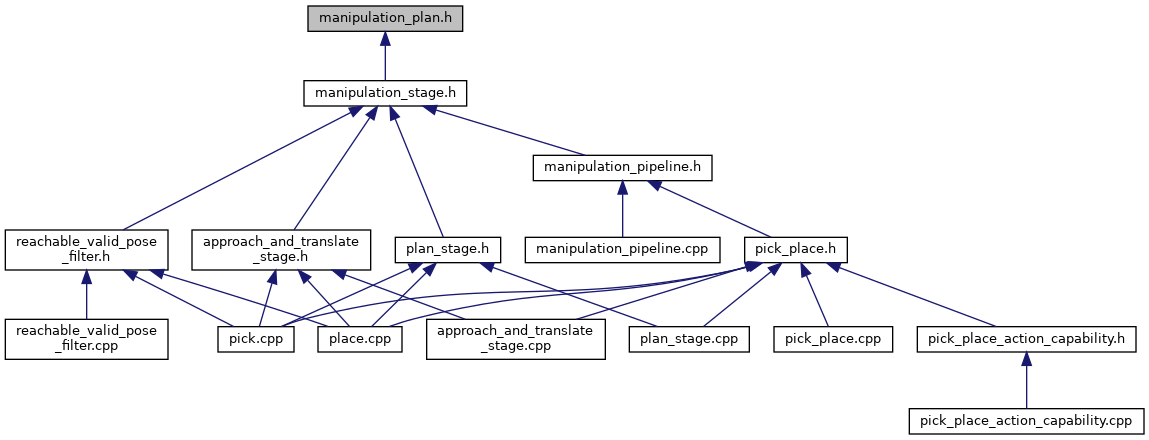 manipulation_plan.h
manipulation_stage.h
manipulation_pipeline.h
reachable_valid_pose
_filter.h
approach_and_translate
_stage.h
plan_stage.h
manipulation_pipeline.cpp
pick_place.h
reachable_valid_pose
_filter.cpp
pick.cpp
place.cpp
approach_and_translate
_stage.cpp
plan_stage.cpp
pick_place.cpp
pick_place_action_capability.h
pick_place_action_capability.cpp